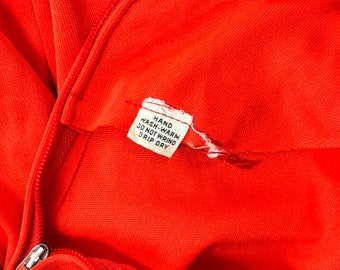 HAND
WASH-WARM
DO NOT WRING
DRIP DRY